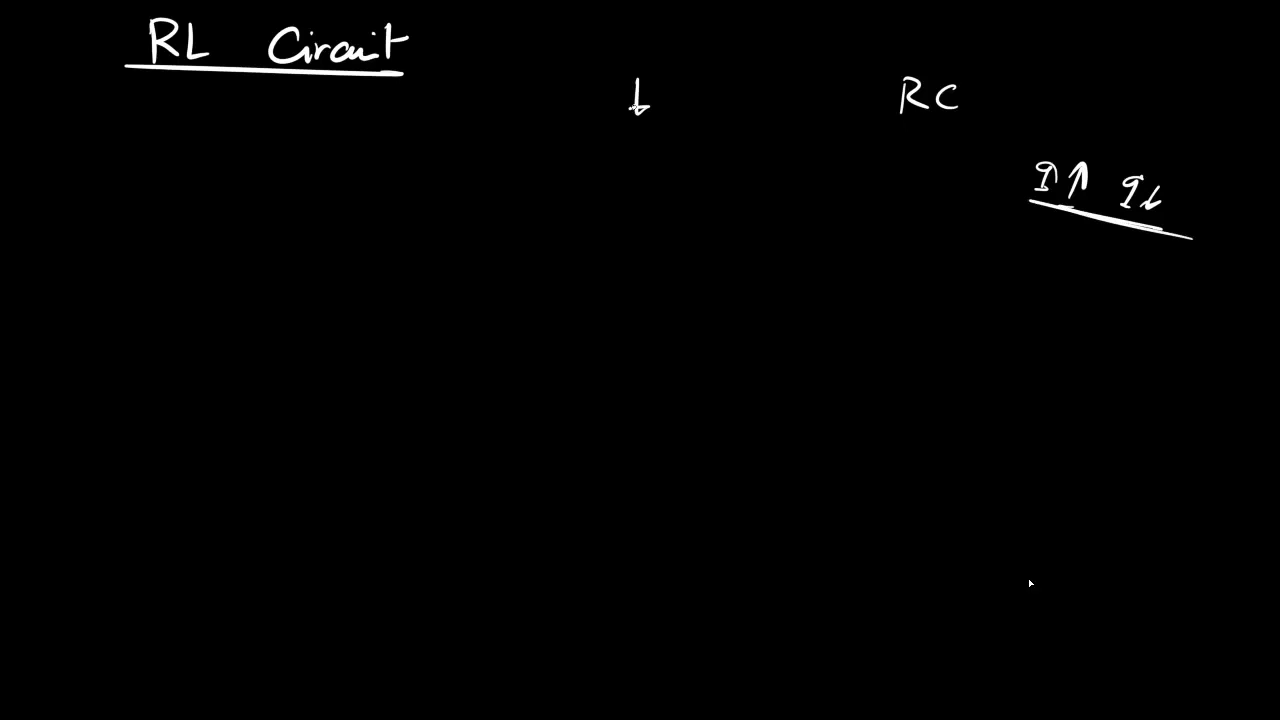 RL Circuit
↓
RC
q↑ q↓